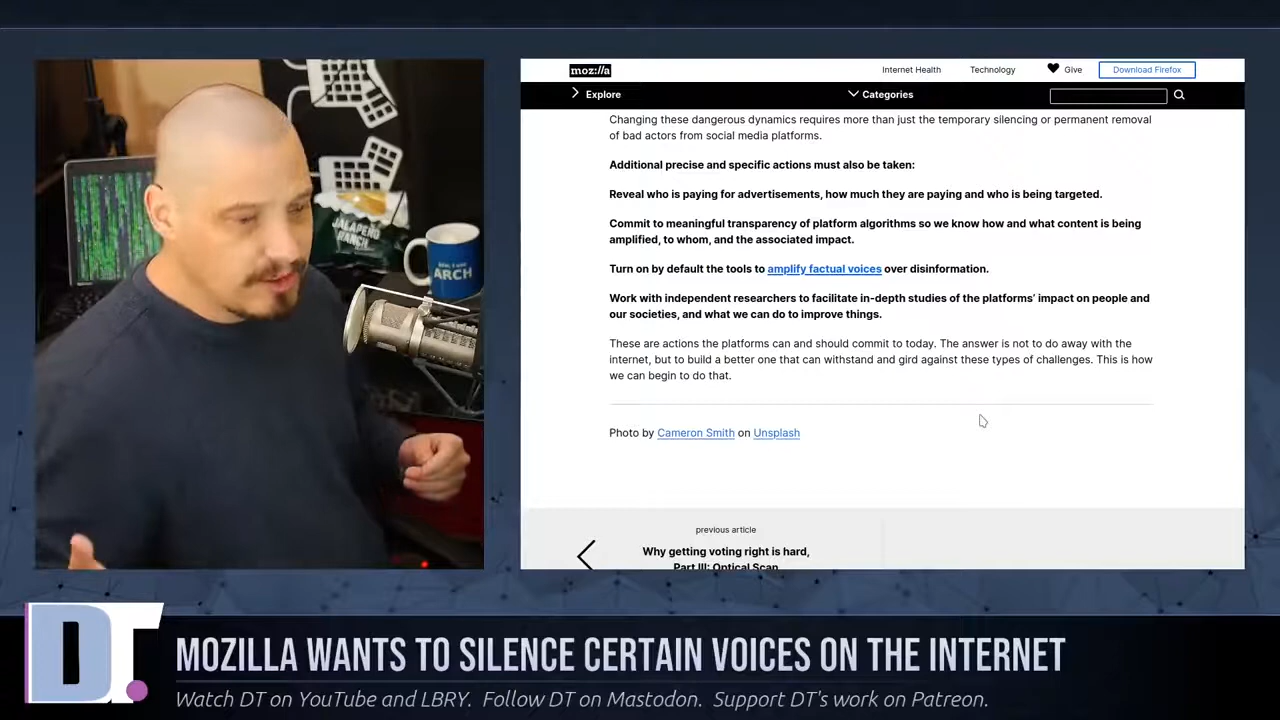 JALAPEÑO
RANCH
ARCH
moz://a
Internet Health
Technology
Give
Download Firefox
Explore
Categories
Changing these dangerous dynamics requires more than just the temporary silencing or permanent removal
of bad actors from social media platforms.
Additional precise and specific actions must also be taken:
Reveal who is paying for advertisements, how much they are paying and who is being targeted.
Commit to meaningful transparency of platform algorithms so we know how and what content is being
amplified, to whom, and the associated impact.
Turn on by default the tools to amplify factual voices over disinformation.
Work with independent researchers to facilitate in-depth studies of the platforms' impact on people and
our societies, and what we can do to improve things.
These are actions the platforms can and should commit to today. The answer is not to do away with the
internet, but to build a better one that can withstand and gird against these types of challenges. This is how
we can begin to do that.
Photo by Cameron Smith on Unsplash
previous article
Why getting voting right is hard,
Part III: Optical Scan
DT.
MOZILLA WANTS TO SILENCE CERTAIN VOICES ON THE INTERNET
Watch DT on YouTube and LBRY. Follow DT on Mastodon. Support DT's work on Patreon.